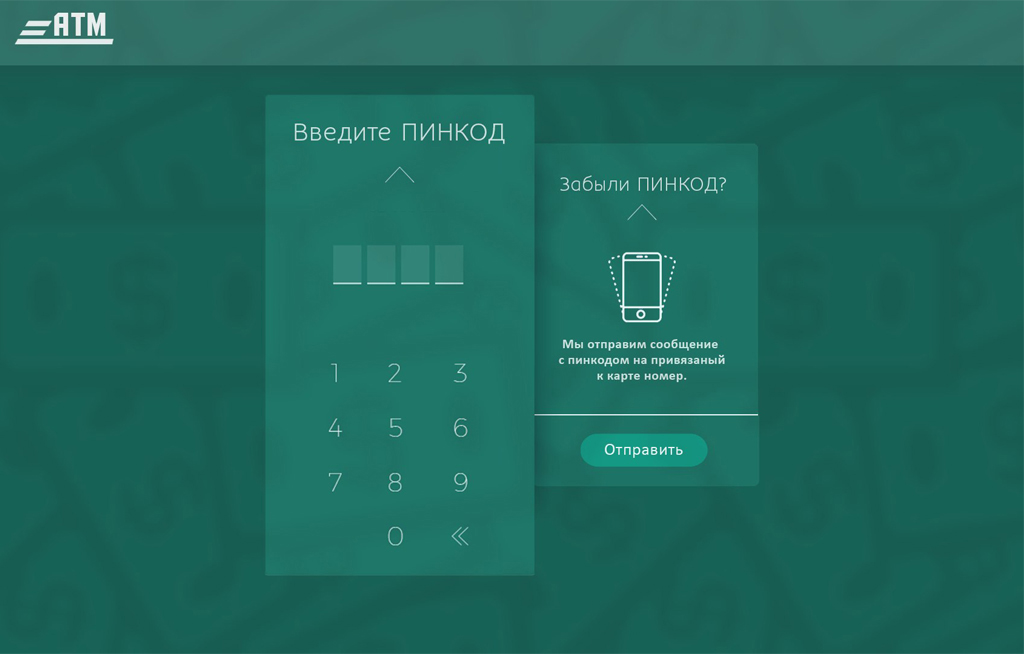 ATM
Введите ПИНКОД
1 2 3
4 5 6
7 8 9
0
Забыли ПИНКОД?
Мы отправим сообщение
с пинкодом на привязаный
к карте номер.
Отправить